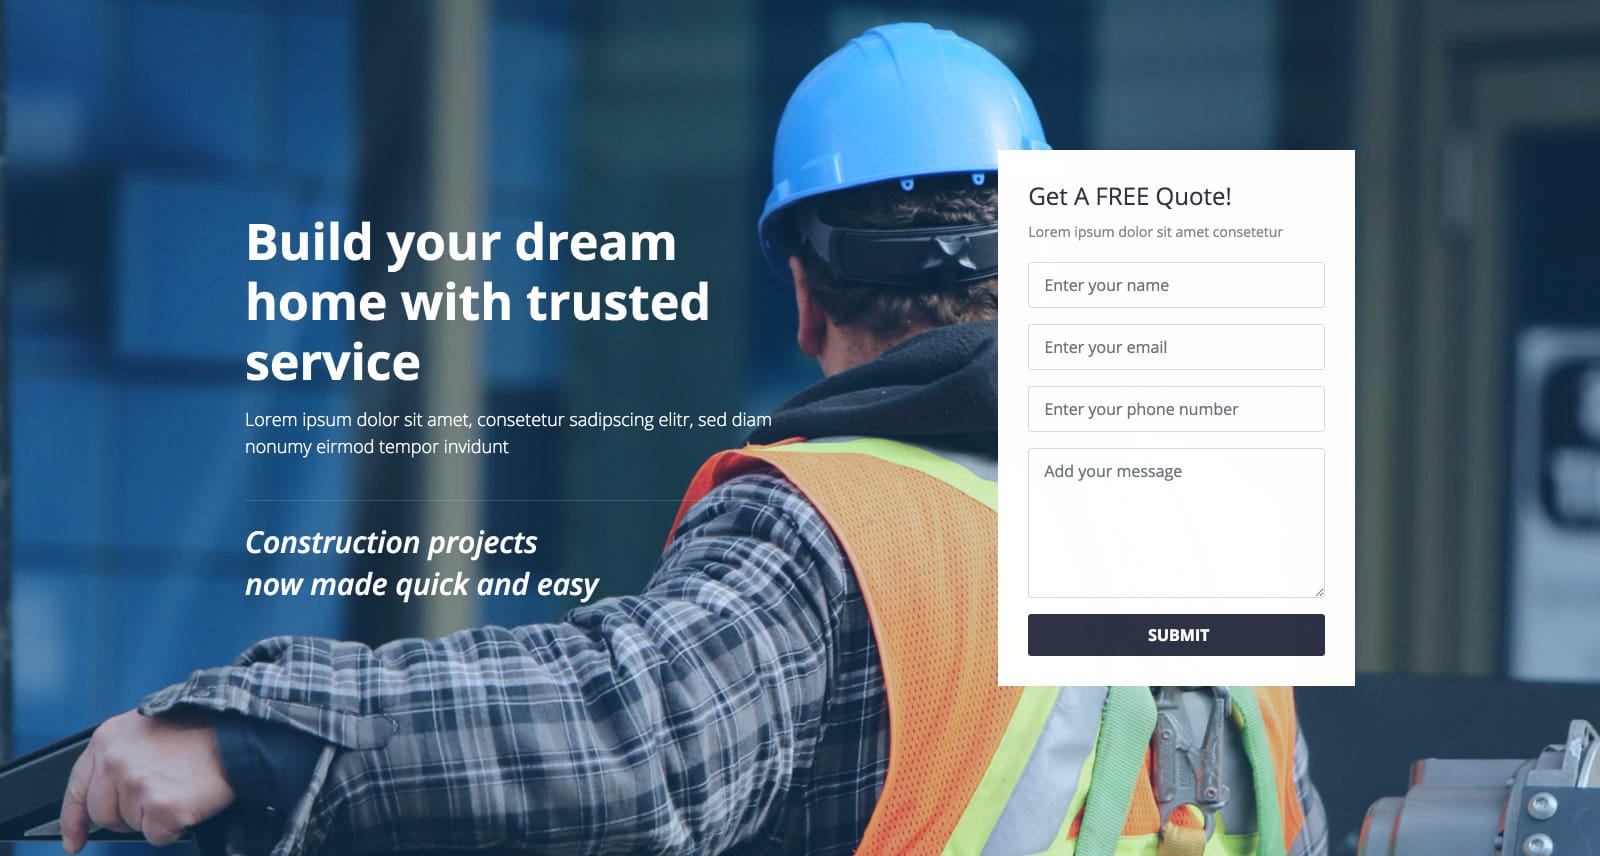 Build your dream
home with trusted
service
Lorem ipsum dolor sit amet, consetetur sadipscing elitr, sed diam
nonumy eirmod tempor invidunt
Construction projects
now made quick and easy
Get A FREE Quote!
Lorem ipsum dolor sit amet consetetur
Enter your name
Enter your email
Enter your phone number
Add your message
SUBMIT